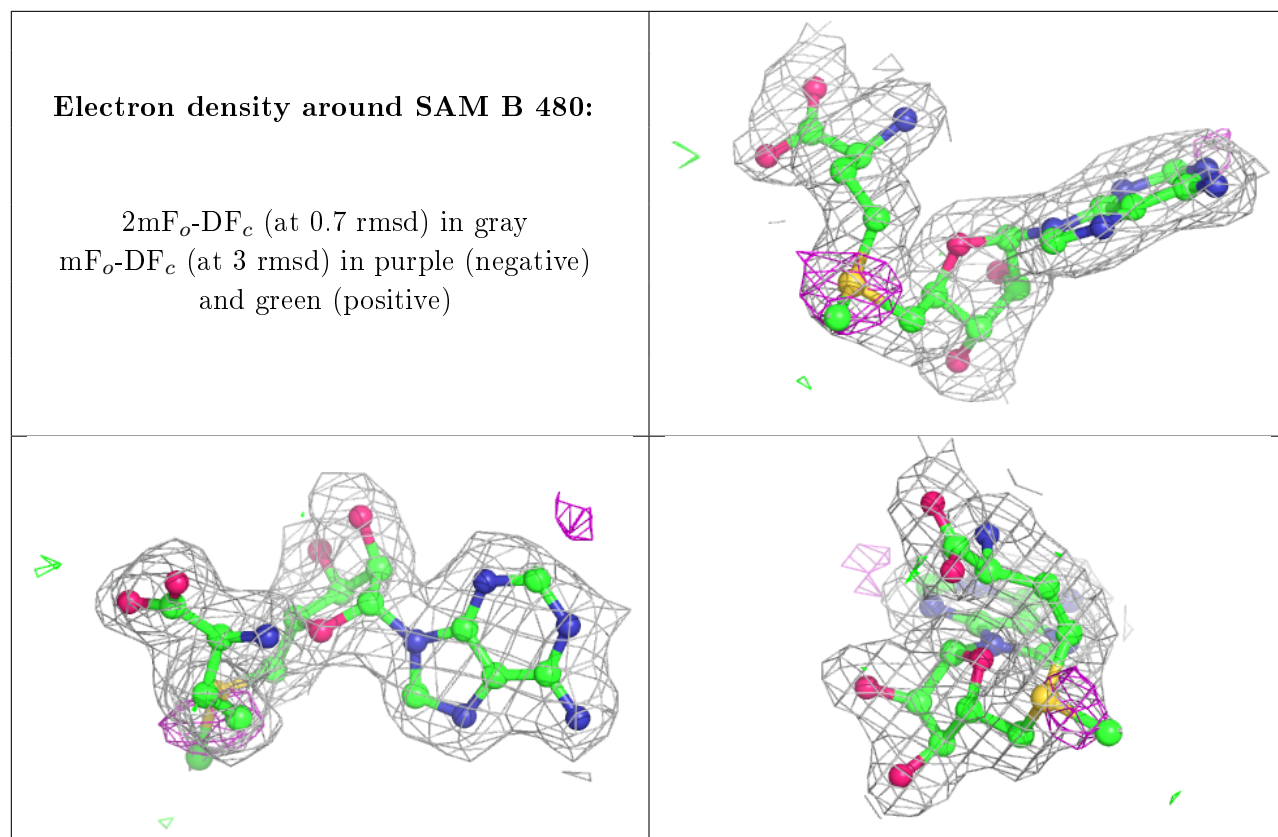 Electron density around SAM B 480:
2mFo-DFc (at 0.7 rmsd) in gray
mFo-DFc (at 3 rmsd) in purple (negative)
and green (positive)